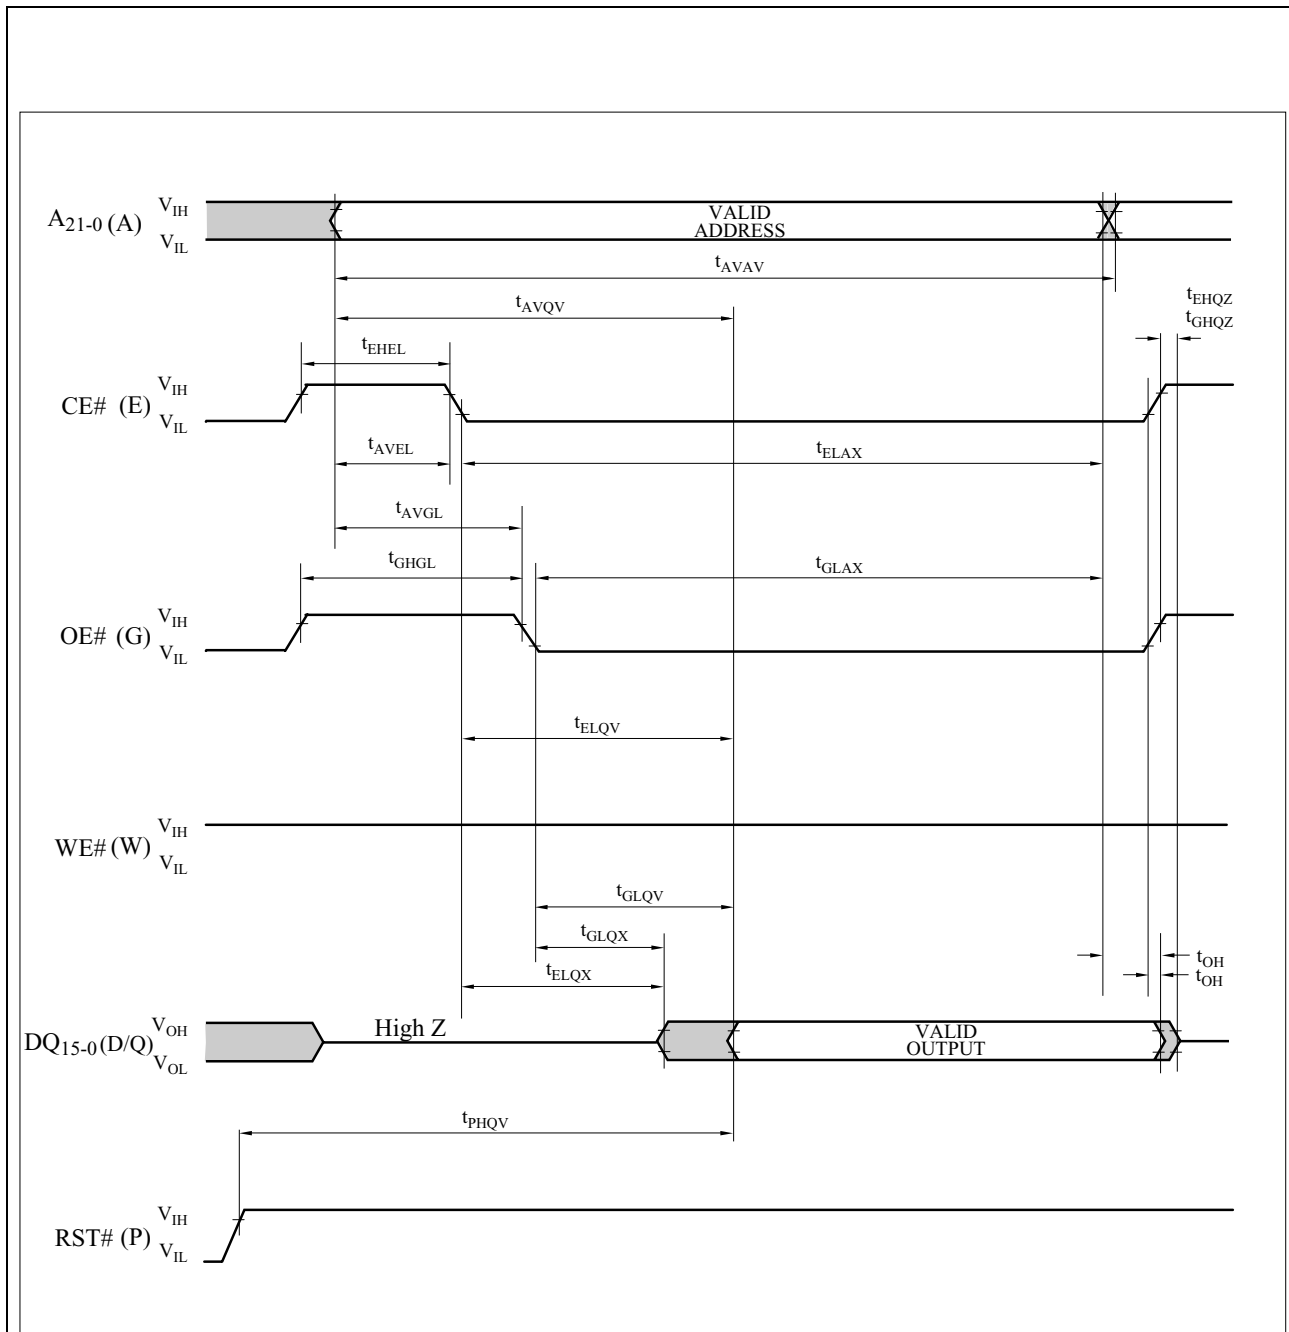 A21-0 (A)
VIH
VIL
VALID
ADDRESS
tAVAV
tAVQV
tEHQZ
tGHQZ
tEHEL
CE# (E)
VIH
VIL
tAVEL
tELAX
tAVGL
tGHGL
tGLAX
OE# (G)
VIH
VIL
tELQV
WE# (W)
VIH
VIL
tGLQV
tGLQX
tELQX
tOH
tOH
DQ15-0 (D/Q)
VOH
VOL
High Z
VALID
OUTPUT
tPHQV
RST# (P)
VIH
VIL